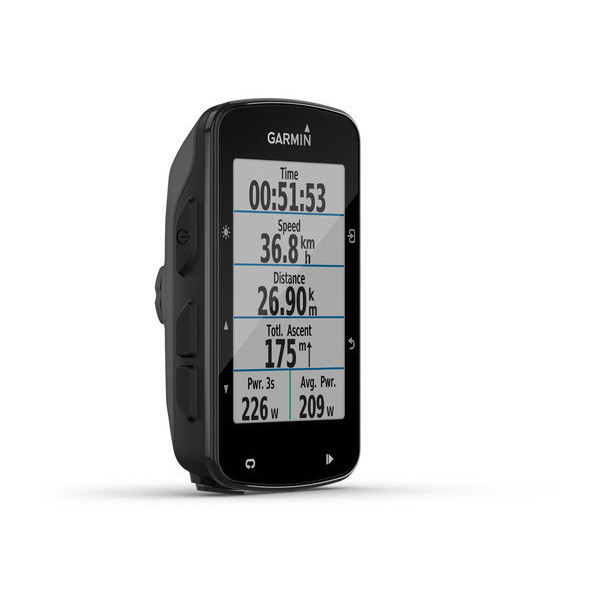 GARMIN
Time
00:51:53
Speed
36.8 km h
Distance
26.90 k m
Totl. Ascent
175 m↑
Pwr. 3s Avg. Pwr.
226 w 209 w